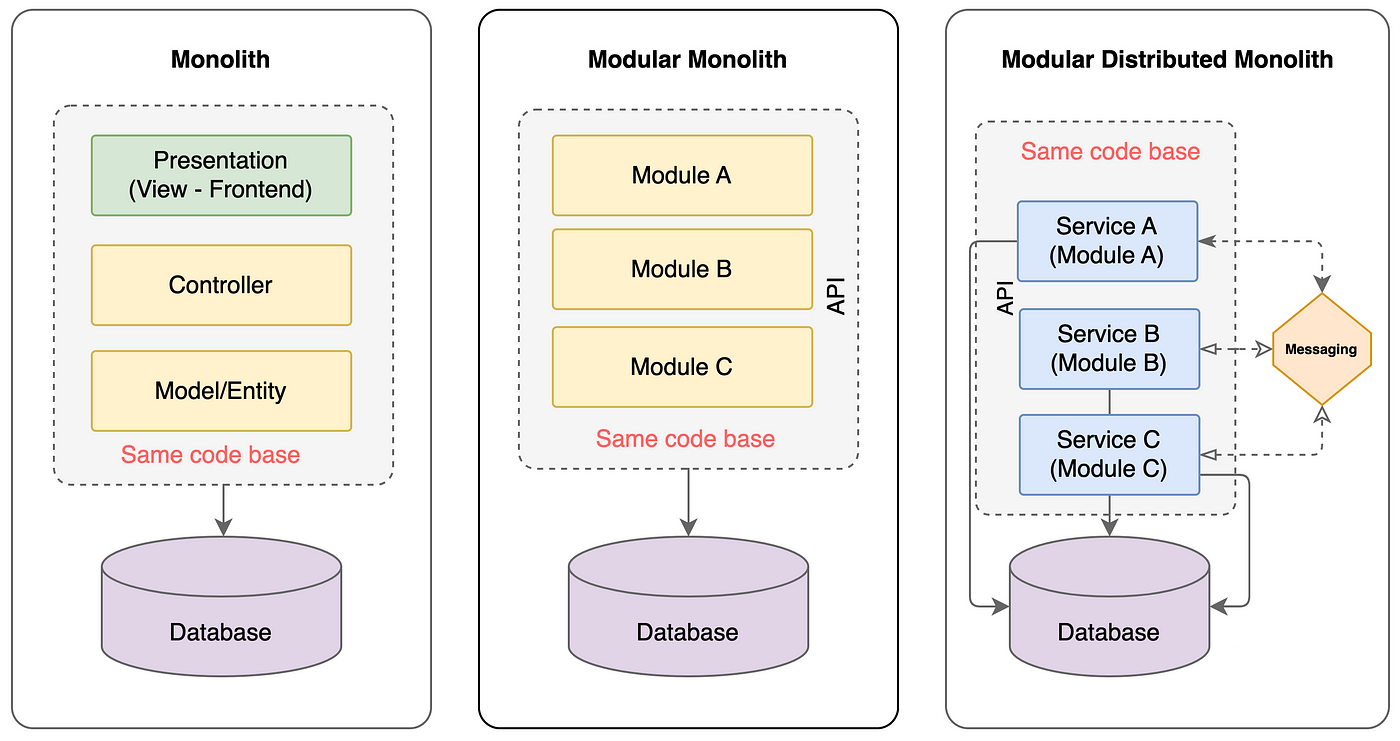 Monolith
Presentation
(View - Frontend)
Controller
Model/Entity
Same code base
Database
Modular Monolith
Module A
Module B
Module C
API
Same code base
Database
Modular Distributed Monolith
Same code base
Service A
(Module A)
API
Service B
(Module B)
Service C
(Module C)
Messaging
Database